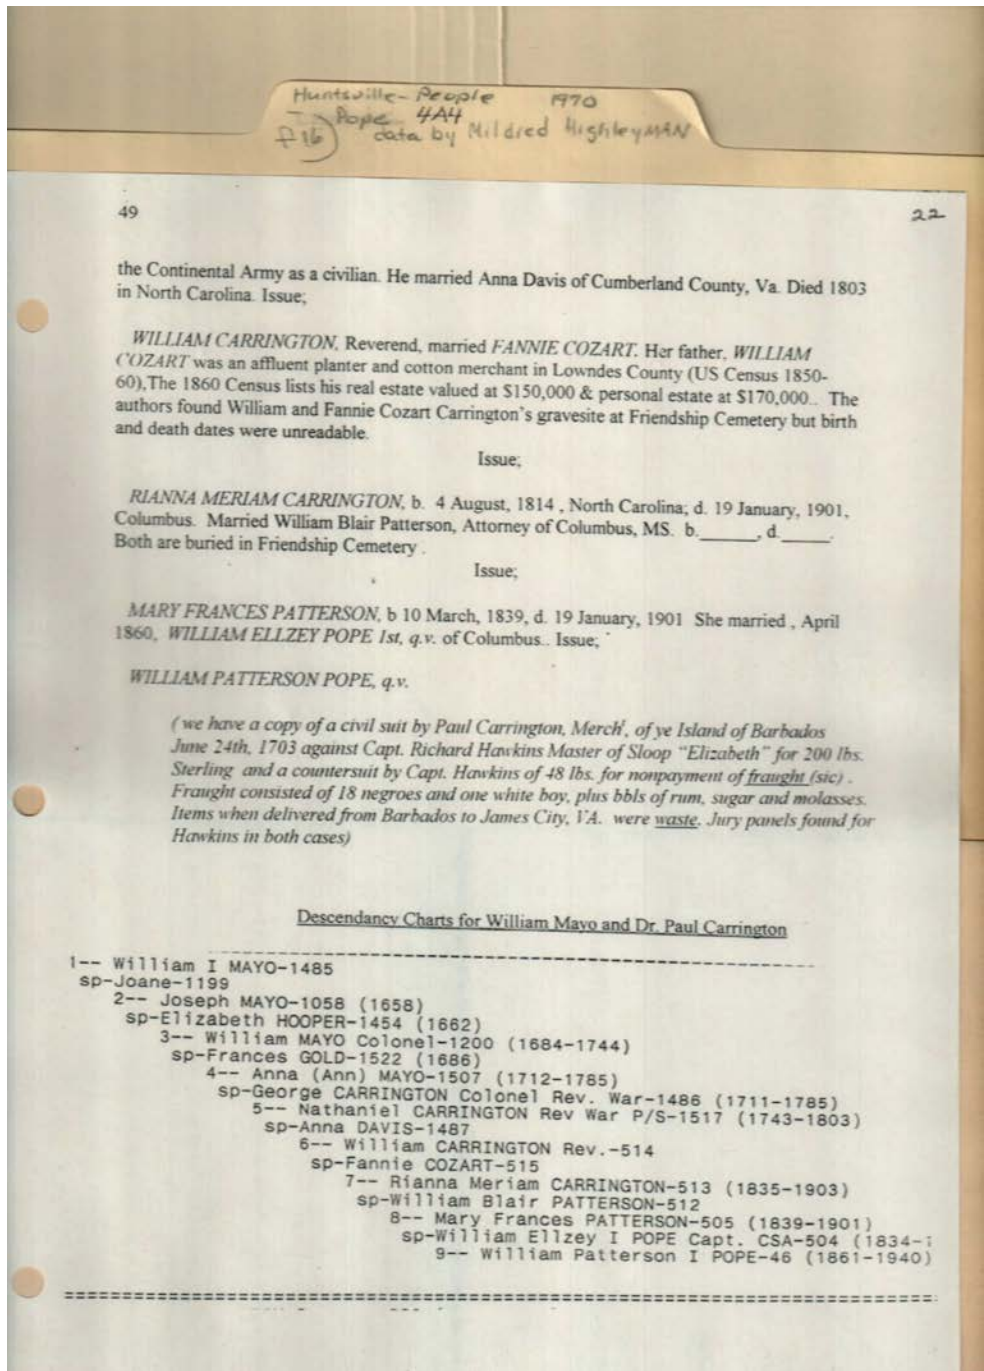 Huntsville- People 1970
Pope 4A4
f 16) data by Mildred HighleyMAN
49
22
the Continental Army as a civilian. He married Anna Davis of Cumberland County, Va. Died 1803
in North Carolina. Issue;
WILLIAM CARRINGTON, Reverend, married FANNIE COZART. Her father, WILLIAM
COZART was an affluent planter and cotton merchant in Lowndes County (US Census 1850-
60),The 1860 Census lists his real estate valued at $150,000 & personal estate at $170,000.. The
authors found William and Fannie Cozart Carrington's gravesite at Friendship Cemetery but birth
and death dates were unreadable.
Issue;
RIANNA MERIAM CARRINGTON, b. 4 August, 1814 , North Carolina; d. 19 January, 1901,
Columbus. Married William Blair Patterson, Attorney of Columbus, MS. b.______, d._____.
Both are buried in Friendship Cemetery .
Issue;
MARY FRANCES PATTERSON, b 10 March, 1839, d. 19 January, 1901 She married , April
1860, WILLIAM ELLZEY POPE 1st, q.v. of Columbus.. Issue;
WILLIAM PATTERSON POPE, q.v.
( we have a copy of a civil suit by Paul Carrington, Merch', of ye Island of Barbados
June 24th, 1703 against Capt. Richard Hawkins Master of Sloop "Elizabeth" for 200 lbs.
Sterling and a countersuit by Capt. Hawkins of 48 lbs. for nonpayment of fraught (sic) .
Fraught consisted of 18 negroes and one white boy, plus bbls of rum, sugar and molasses.
Items when delivered from Barbados to James City, VA. were waste. Jury panels found for
Hawkins in both cases)
Descendancy Charts for William Mayo and Dr. Paul Carrington
1-- William I MAYO-1485
sp-Joane-1199
2-- Joseph MAYO-1058 (1658)
sp-Elizabeth HOOPER-1454 (1662)
3-- William MAYO Colonel-1200 (1684-1744)
sp-Frances GOLD-1522 (1686)
4-- Anna (Ann) MAYO-1507 (1712-1785)
sp-George CARRINGTON Colonel Rev. War-1486 (1711-1785)
5-- Nathaniel CARRINGTON Rev War P/S-1517 (1743-1803)
sp-Anna DAVIS-1487
6-- William CARRINGTON Rev.-514
sp-Fannie COZART-515
7-- Rianna Meriam CARRINGTON-513 (1835-1903)
sp-William Blair PATTERSON-512
8-- Mary Frances PATTERSON-505 (1839-1901)
sp-William Ellzey I POPE Capt. CSA-504 (1834-
9-- William Patterson I POPE-46 (1861-1940)